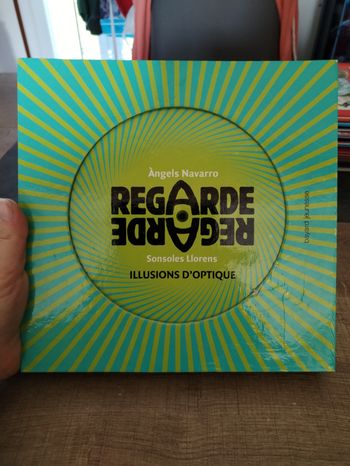 Àngels Navarro
REGARDE
REGARDE
Sonsoles Llorens
ILLUSIONS D'OPTIQUE
bayard jeunesse